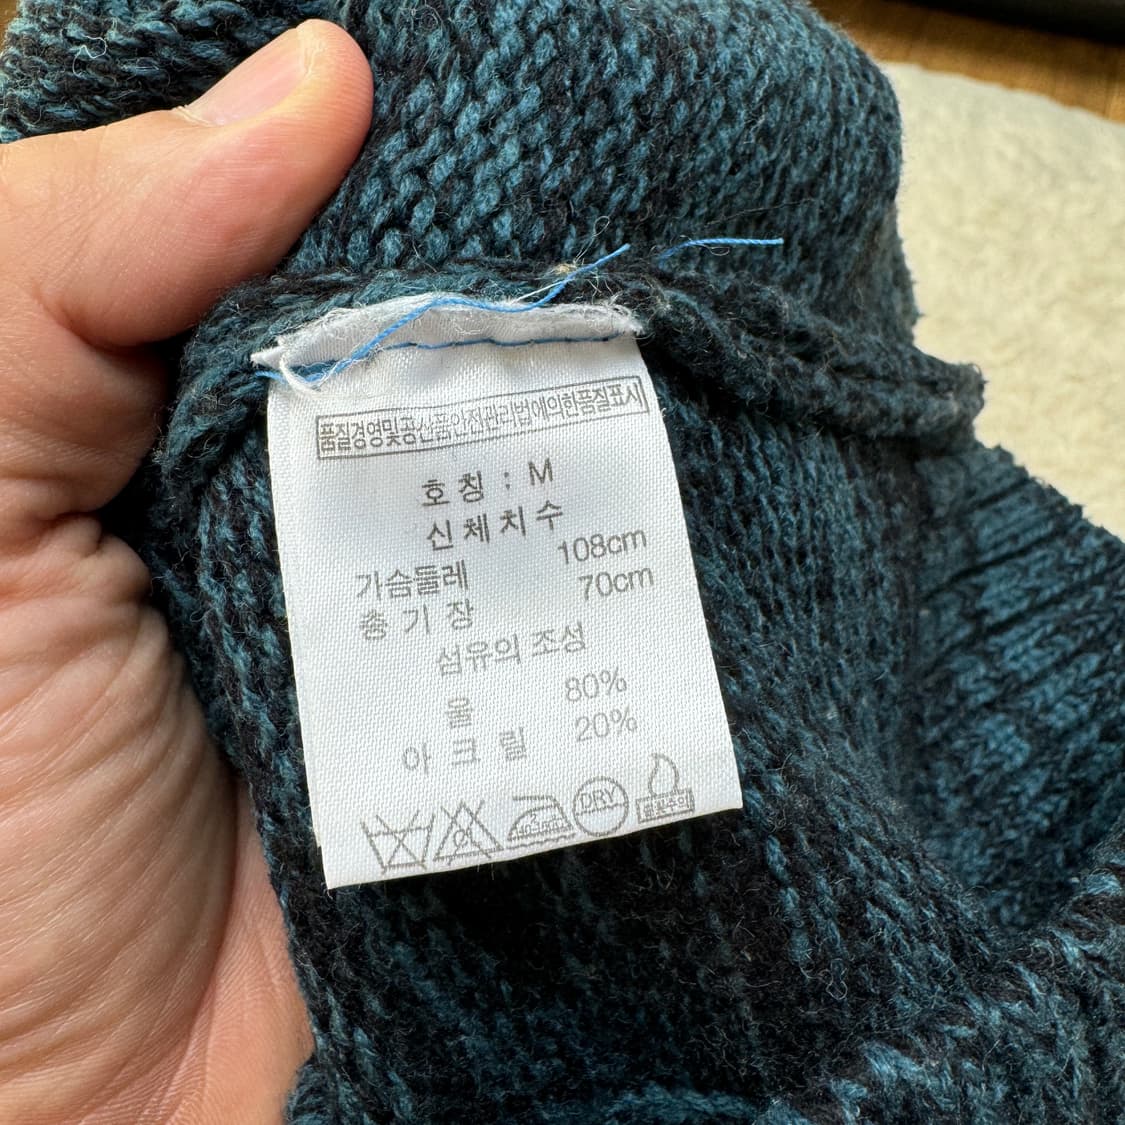 품질경영및공산품안전관리법에의한품질표시
호칭 : M
신체치수
가슴둘레 108cm
총기장 70cm
섬유의 조성
울 80%
아크릴 20%
DRY